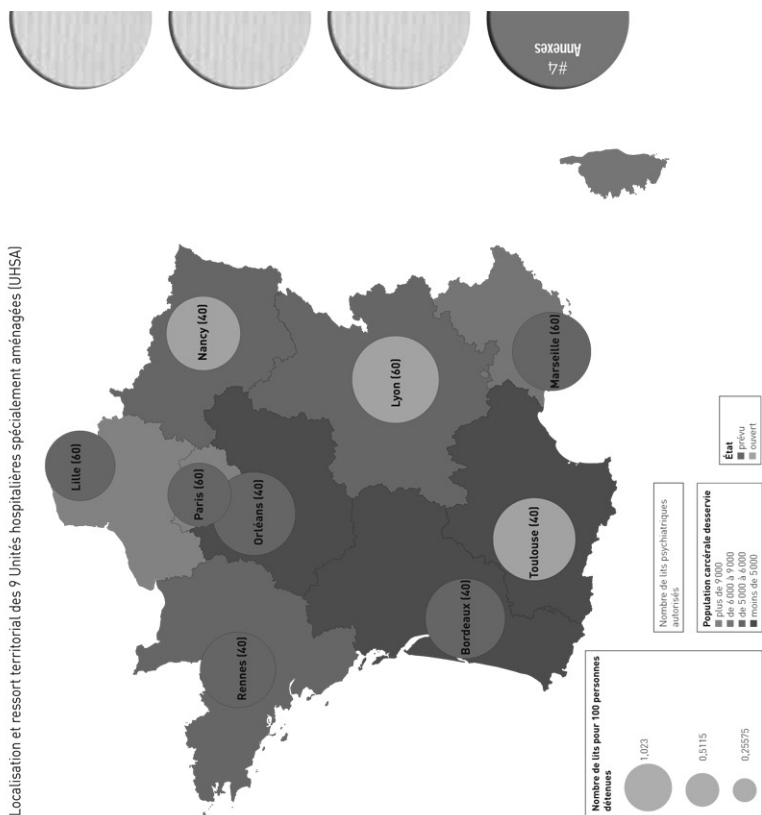 #4
Annexes
Localisation et ressort territorial des 9 Unités hospitalières spécialement aménagées (UHSA)
Lille (60)
Nancy (40)
Paris (60)
Orléans (40)
Rennes (40)
Lyon (60)
Bordeaux (40)
Toulouse (40)
Marseille (60)
Nombre de lits pour 100 personnes
détenues
1,023
0,5115
0,25575
Nombre de lits psychiatriques
autorisés
Population carcérale desservie
plus de 9 000
de 6 000 à 9 000
de 5 000 à 6 000
moins de 5 000
État
prévu
ouvert